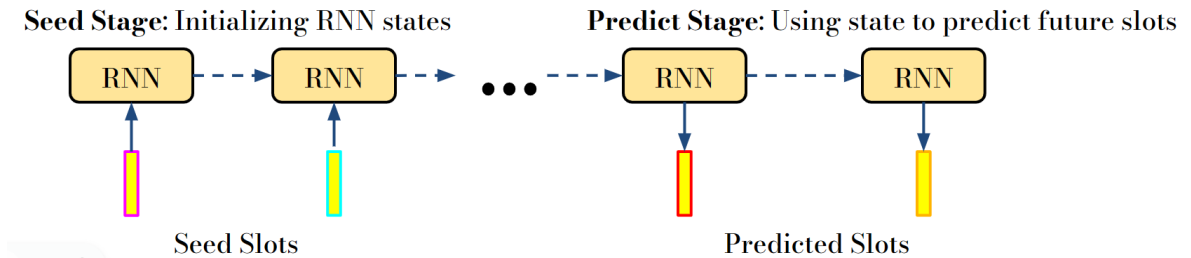 Seed Stage: Initializing RNN states
Predict Stage: Using state to predict future slots
RNN
RNN
RNN
RNN
Seed Slots
Predicted Slots